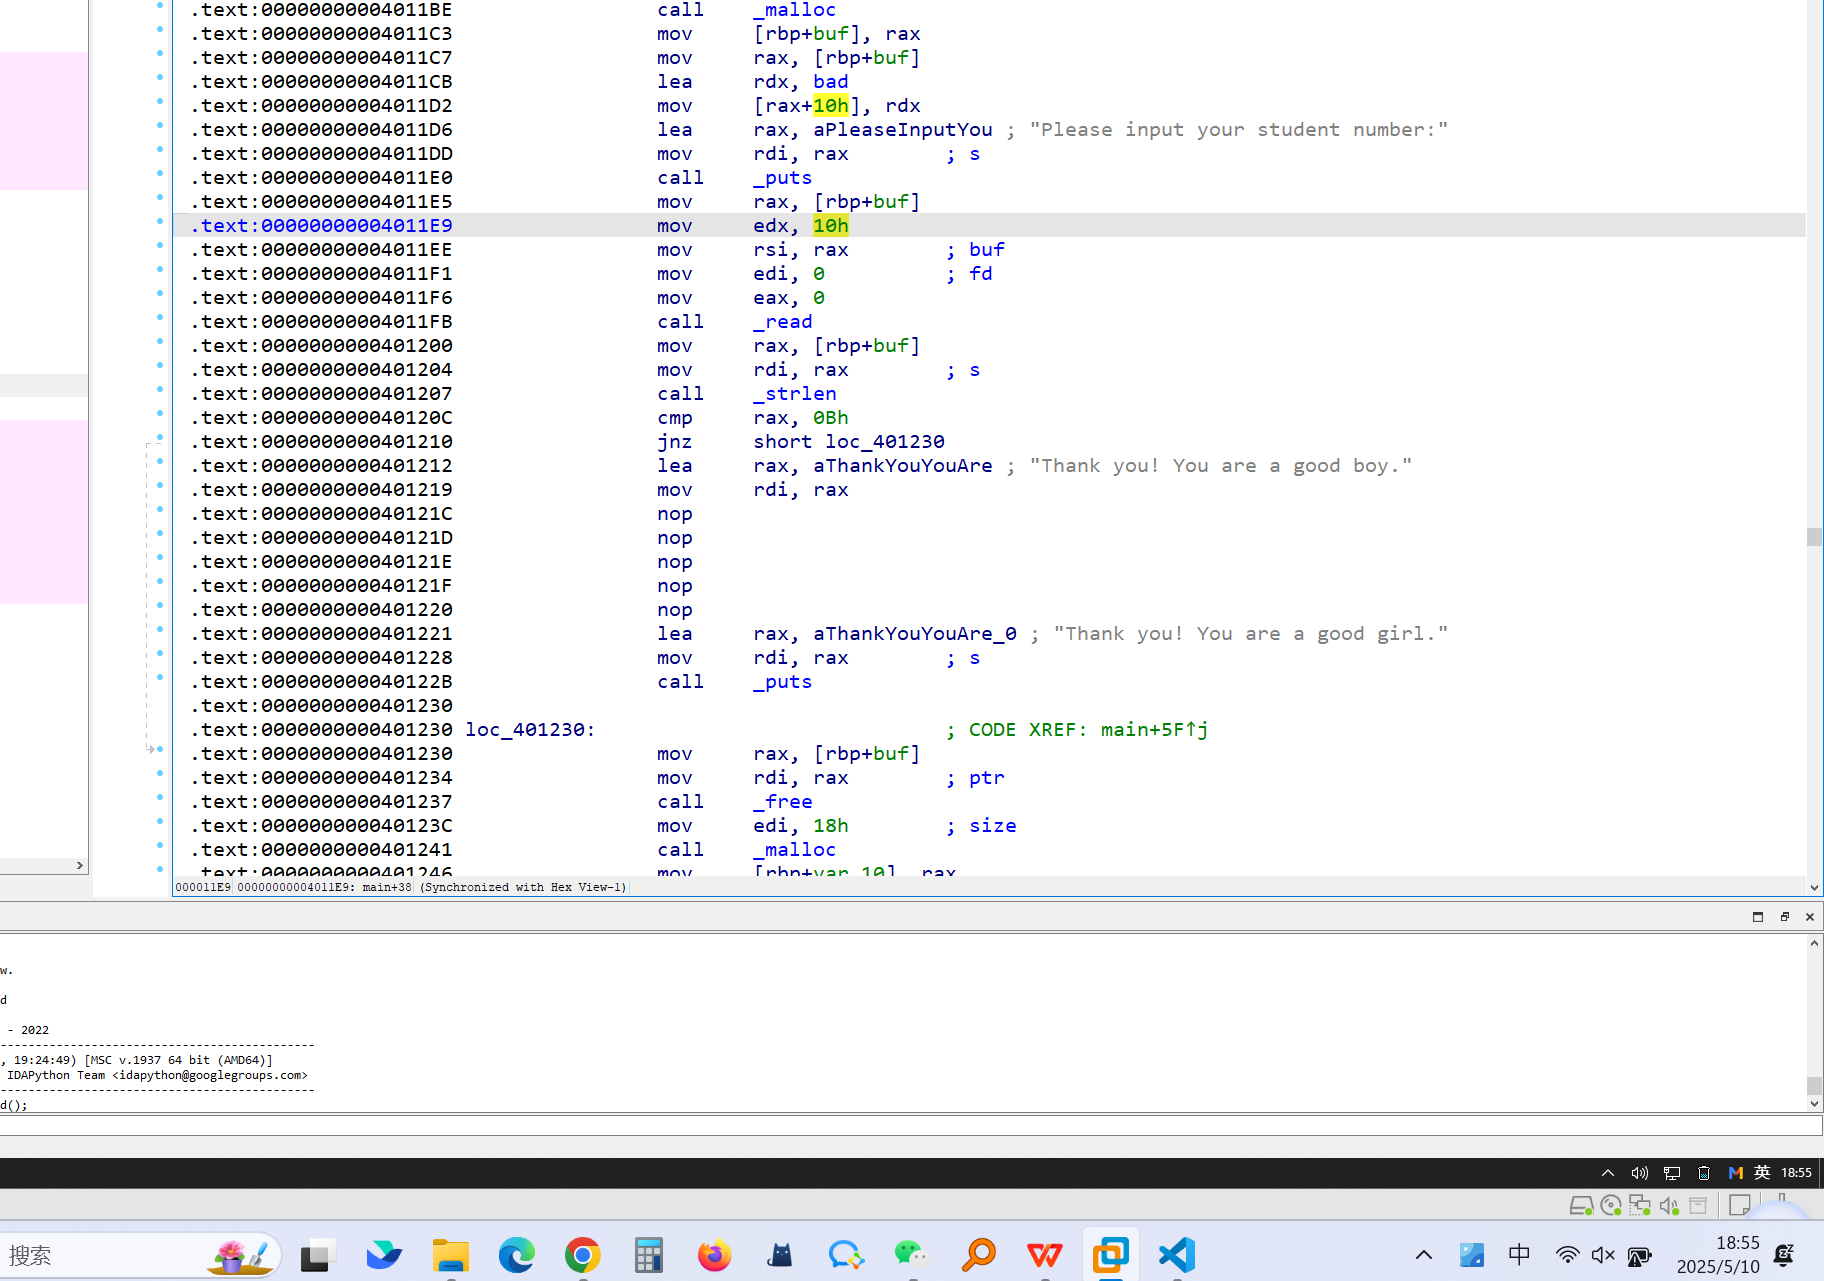 .text:00000000004011BE call _malloc
.text:00000000004011C3 mov [rbp+buf], rax
.text:00000000004011C7 mov rax, [rbp+buf]
.text:00000000004011CB lea rdx, bad
.text:00000000004011D2 mov [rax+10h], rdx
.text:00000000004011D6 lea rax, aPleaseInputYou ; "Please input your student number:"
.text:00000000004011DD mov rdi, rax ; s
.text:00000000004011E0 call _puts
.text:00000000004011E5 mov rax, [rbp+buf]
.text:00000000004011E9 mov edx, 10h
.text:00000000004011EE mov rsi, rax ; buf
.text:00000000004011F1 mov edi, 0 ; fd
.text:00000000004011F6 mov eax, 0
.text:00000000004011FB call _read
.text:0000000000401200 mov rax, [rbp+buf]
.text:0000000000401204 mov rdi, rax ; s
.text:0000000000401207 call _strlen
.text:000000000040120C cmp rax, 0Bh
.text:0000000000401210 jnz short loc_401230
.text:0000000000401212 lea rax, aThankYouYouAre ; "Thank you! You are a good boy."
.text:0000000000401219 mov rdi, rax
.text:000000000040121C nop
.text:000000000040121D nop
.text:000000000040121E nop
.text:000000000040121F nop
.text:0000000000401220 nop
.text:0000000000401221 lea rax, aThankYouYouAre_0 ; "Thank you! You are a good girl."
.text:0000000000401228 mov rdi, rax ; s
.text:000000000040122B call _puts
.text:0000000000401230
.text:0000000000401230 loc_401230: ; CODE XREF: main+5F↑j
.text:0000000000401230 mov rax, [rbp+buf]
.text:0000000000401234 mov rdi, rax ; ptr
.text:0000000000401237 call _free
.text:000000000040123C mov edi, 18h ; size
.text:0000000000401241 call _malloc
.text:0000000000401246 mov [rbp+var_10], rax
000011E9 00000000004011E9: main+38 (Synchronized with Hex View-1)
w.
d
- 2022
, 19:24:49) [MSC v.1937 64 bit (AMD64)]
IDAPython Team <idapython@googlegroups.com>
d();
英 18:55
搜索
中
18:55
2025/5/10